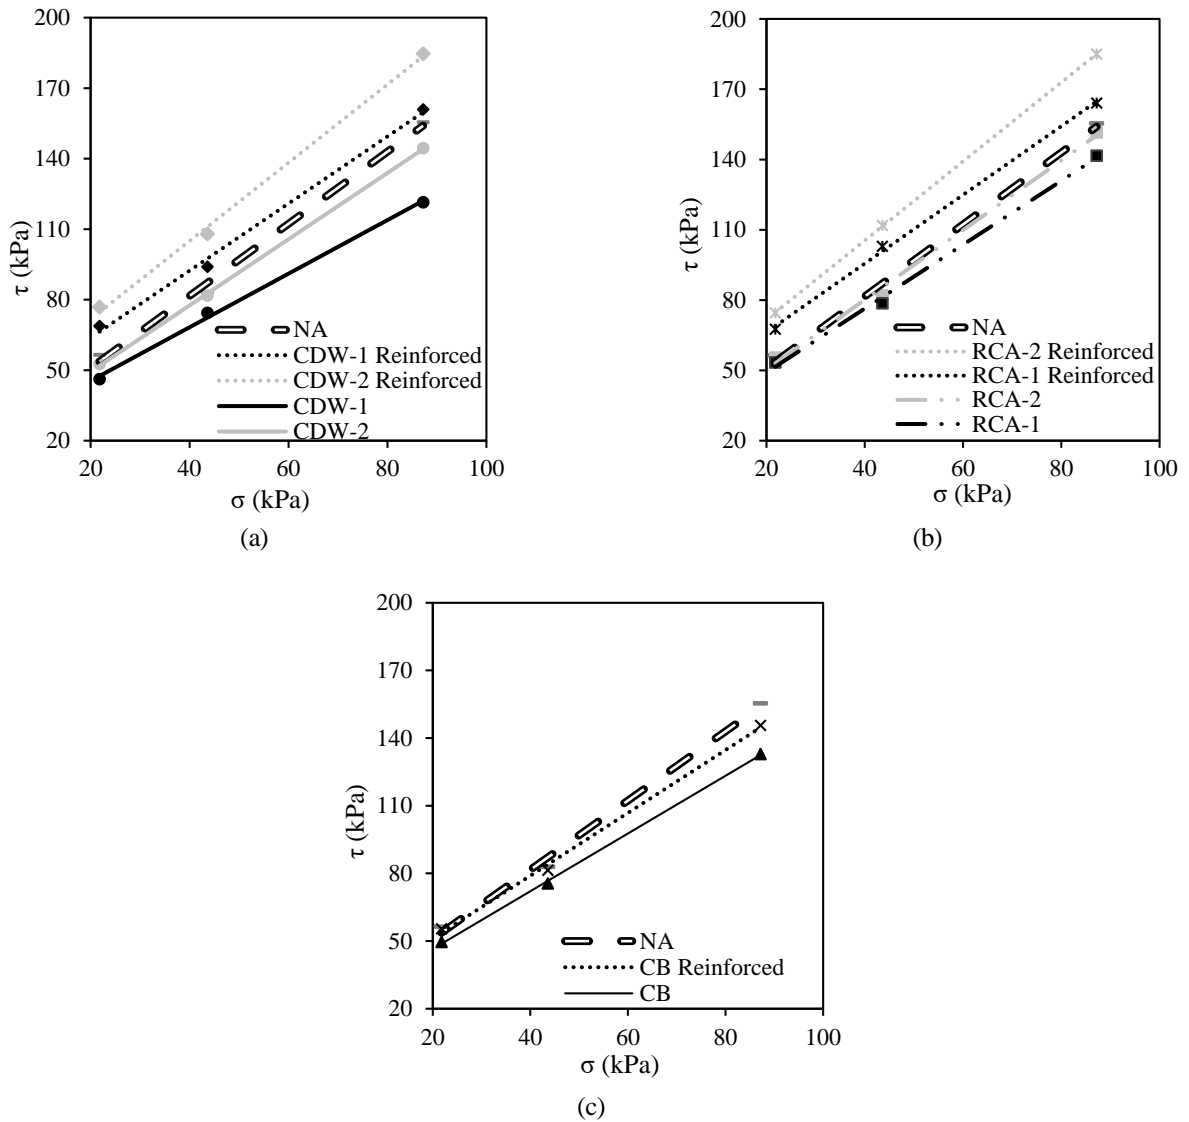 200
170
140
110
80
50
20
τ (kPa)
NA
CDW-1 Reinforced
CDW-2 Reinforced
CDW-1
CDW-2
20 40 60 80 100
σ (kPa)
(a)
200
170
140
110
80
50
20
τ (kPa)
NA
RCA-2 Reinforced
RCA-1 Reinforced
RCA-2
RCA-1
20 40 60 80 100
σ (kPa)
(b)
200
170
140
110
80
50
20
τ (kPa)
NA
CB Reinforced
CB
20 40 60 80 100
σ (kPa)
(c)